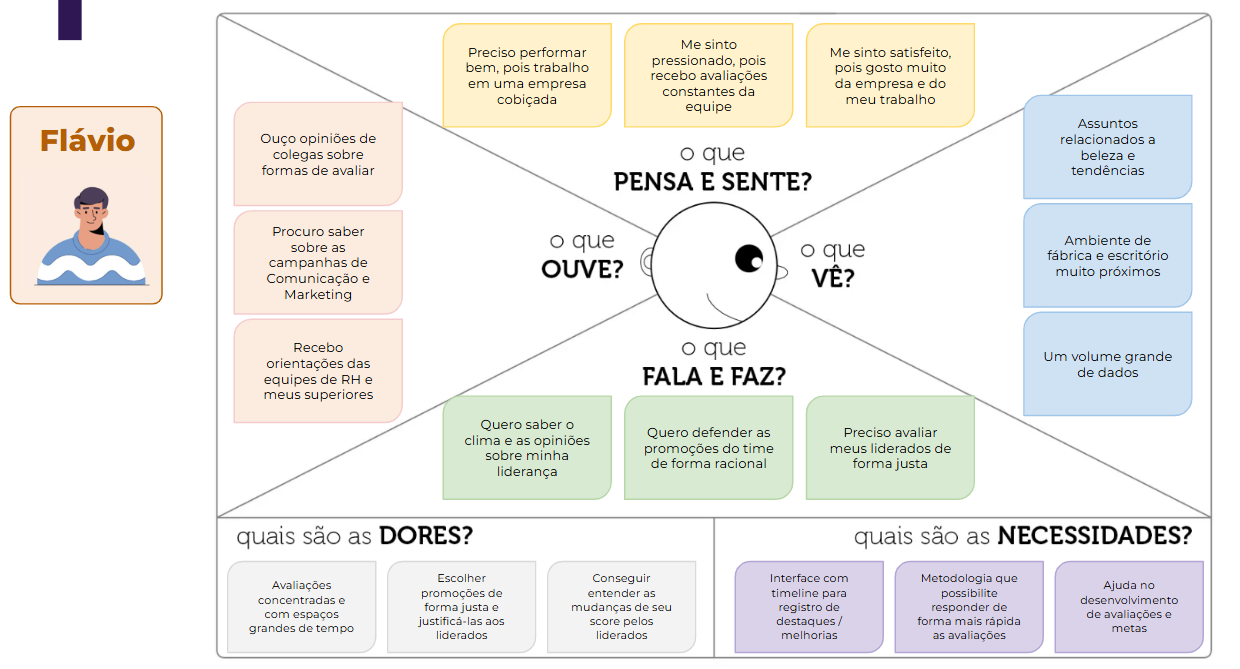 Flávio
Preciso performar
bem, pois trabalho
em uma empresa
cobiçada
Me sinto
pressionado, pois
recebo avaliações
constantes da
equipe
Me sinto satisfeito,
pois gosto muito
da empresa e do
meu trabalho
o que
PENSA E SENTE?
Ouço opiniões de
colegas sobre
formas de avaliar
Procuro saber
sobre as
campanhas de
Comunicação e
Marketing
Recebo
orientações das
equipes de RH e
meus superiores
o que
OUVE?
o que
VÊ?
Assuntos
relacionados a
beleza e
tendências
Ambiente de
fábrica e escritório
muito próximos
Um volume grande
de dados
o que
FALA E FAZ?
Quero saber o
clima e as opiniões
sobre minha
liderança
Quero defender as
promoções do time
de forma racional
Preciso avaliar
meus liderados de
forma justa
quais são as DORES?
Avaliações
concentradas e
com espaços
grandes de tempo
Escolher
promoções de
forma justa e
justificá-las aos
liderados
Conseguir
entender as
mudanças de seu
score pelos
liderados
quais são as NECESSIDADES?
Interface com
timeline para
registro de
destaques /
melhorias
Metodologia que
possibilite
responder de
forma mais rápida
as avaliações
Ajuda no
desenvolvimento
de avaliações e
metas